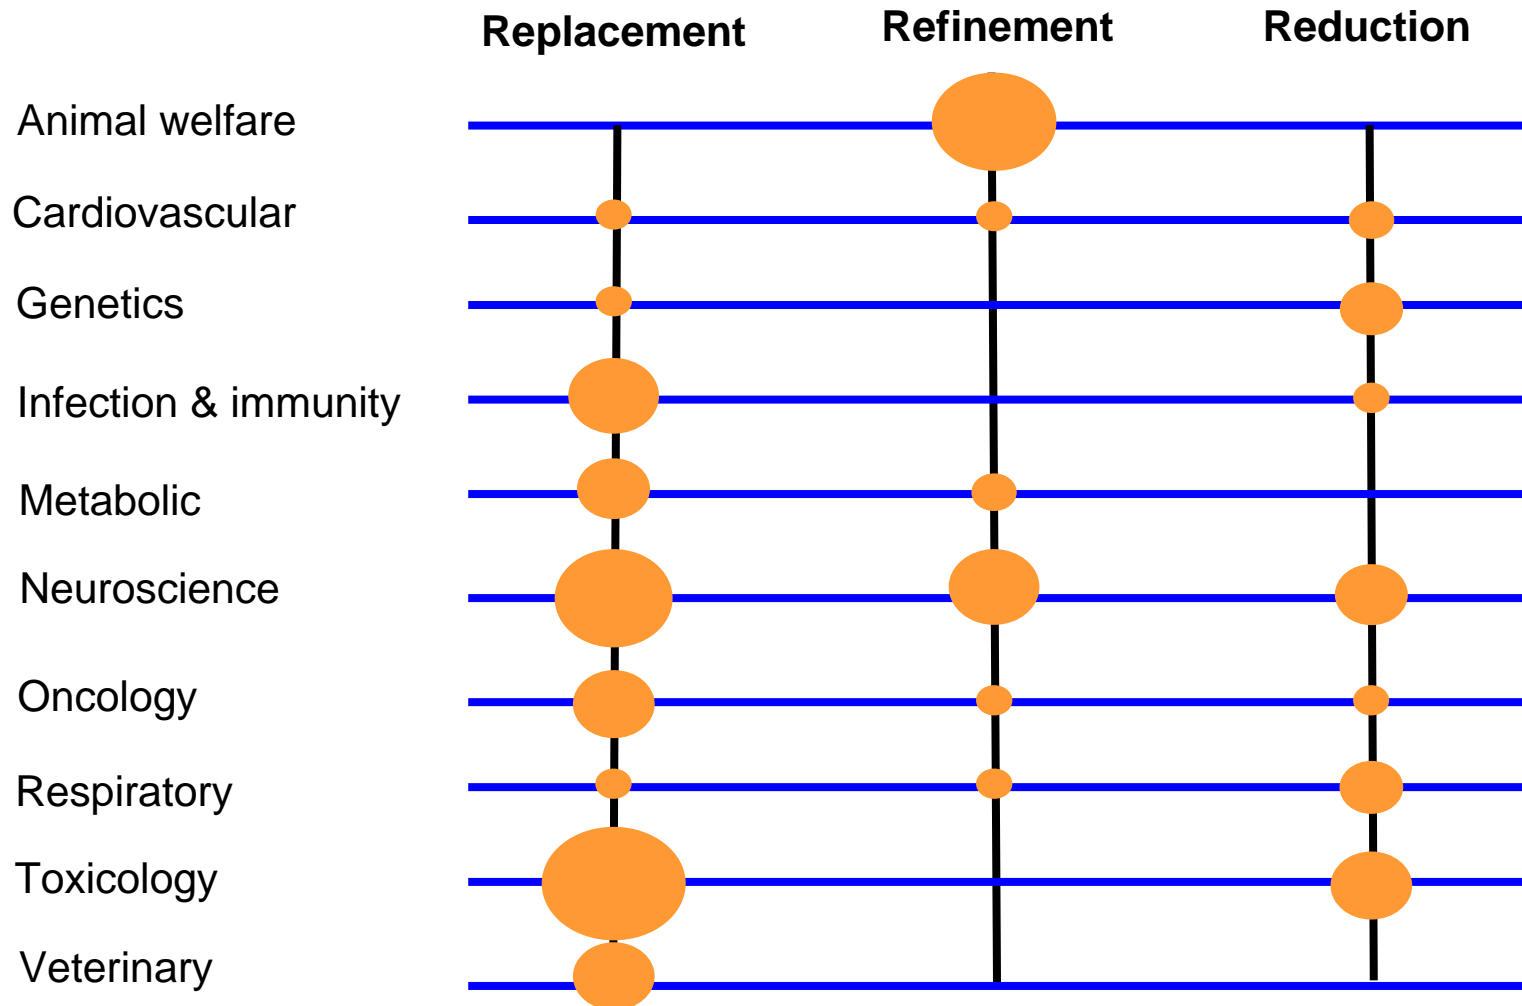 Replacement Refinement Reduction
Animal welfare
Cardiovascular
Genetics
Infection & immunity
Metabolic
Neuroscience
Oncology
Respiratory
Toxicology
Veterinary